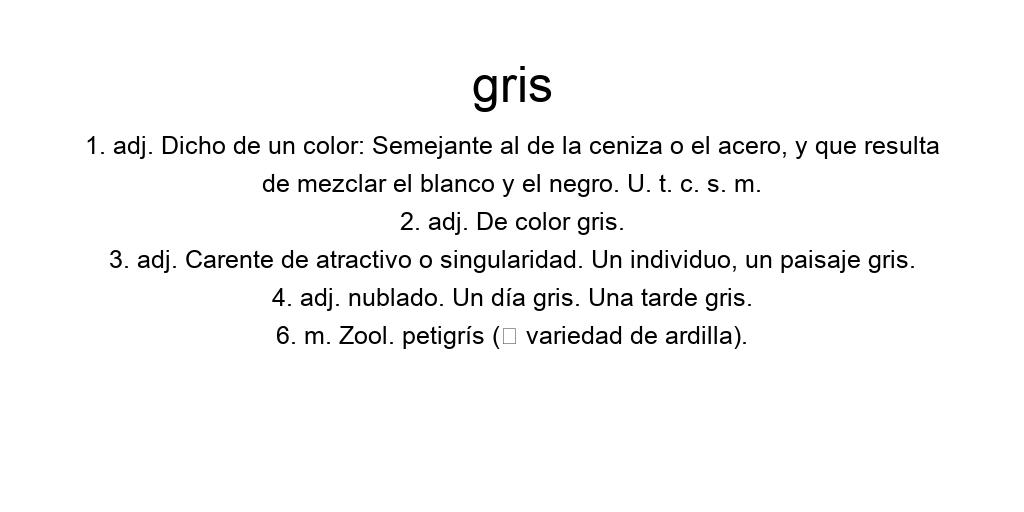 gris
1. adj. Dicho de un color: Semejante al de la ceniza o el acero, y que resulta
de mezclar el blanco y el negro. U. t. c. s. m.
2. adj. De color gris.
3. adj. Carente de atractivo o singularidad. Un individuo, un paisaje gris.
4. adj. nublado. Un día gris. Una tarde gris.
6. m. Zool. petigrís (▯ variedad de ardilla).